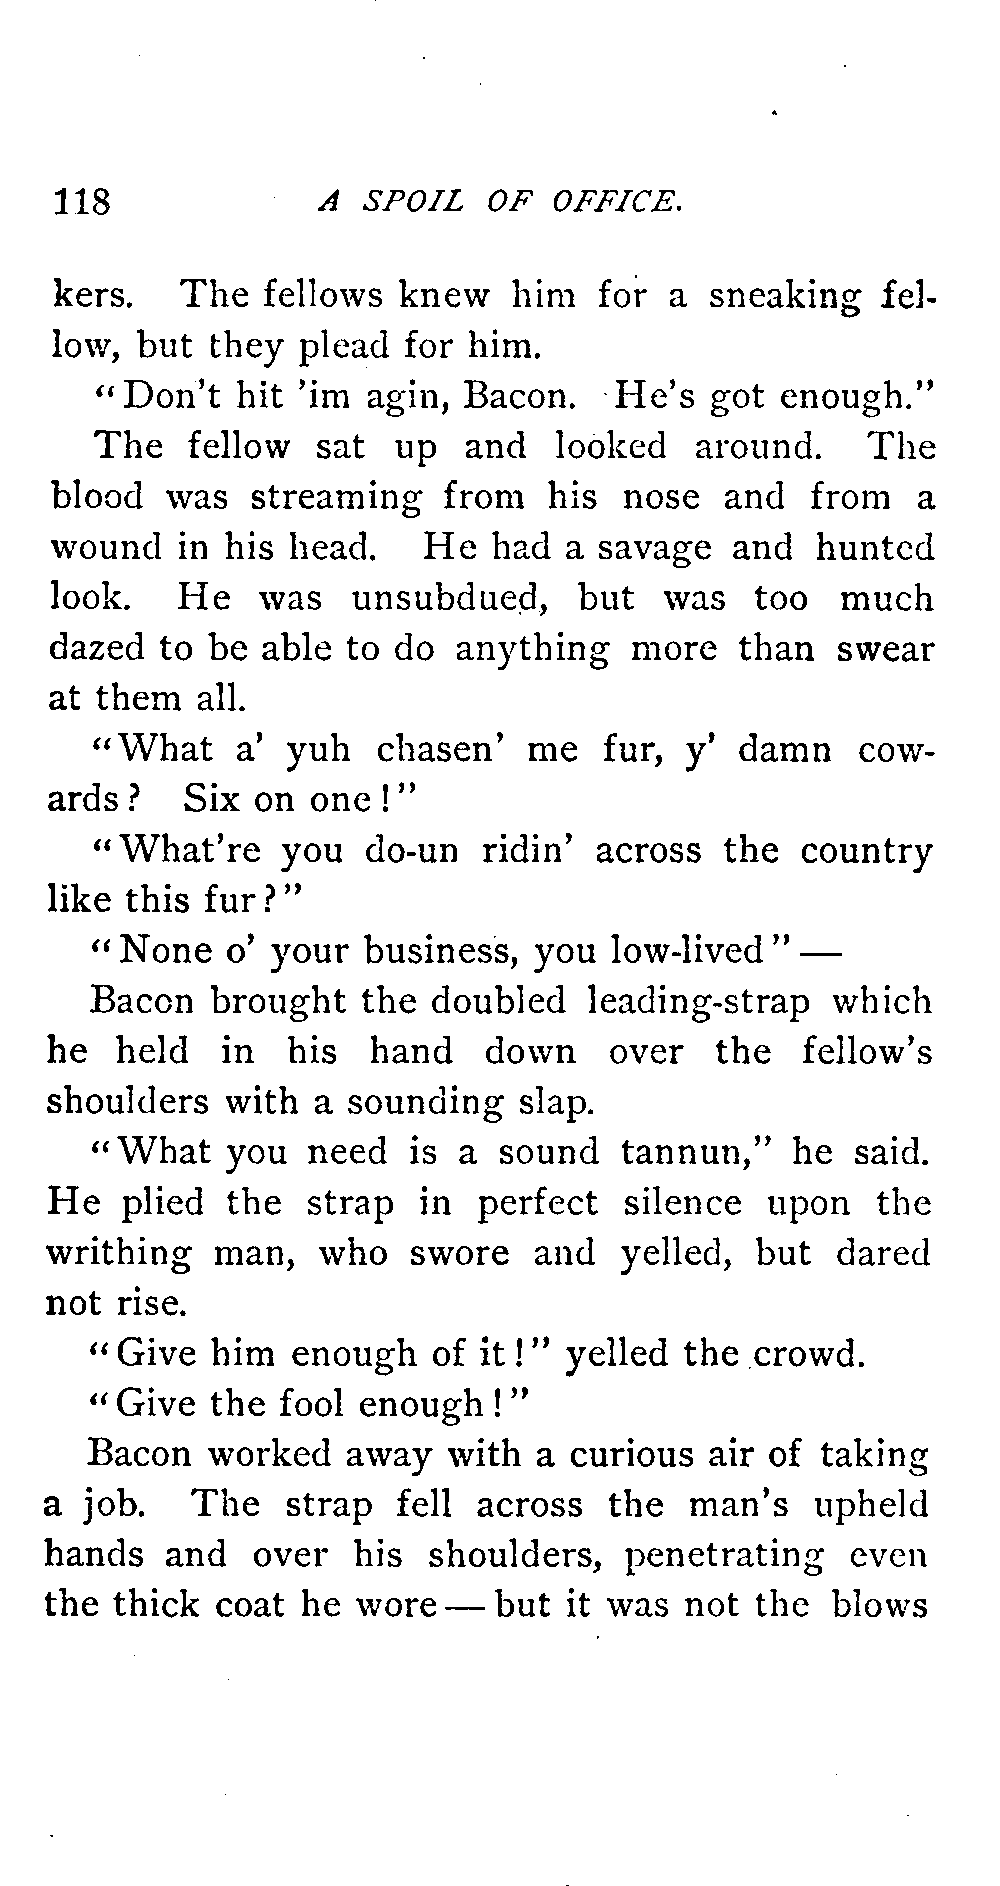 118 A SPOIL OF OFFICE.
kers. The fellows knew him for a sneaking fel-
low, but they plead for him.
"Don't hit 'im agin, Bacon. He's got enough."
The fellow sat up and looked around. The
blood was streaming from his nose and from a
wound in his head. He had a savage and hunted
look. He was unsubdued, but was too much
dazed to be able to do anything more than swear
at them all.
"What a' yuh chasen' me fur, y' damn cow-
ards? Six on one!"
"What're you do-un ridin' across the country
like this fur?"
"None o' your business, you low-lived"—
Bacon brought the doubled leading-strap which
he held in his hand down over the fellow's
shoulders with a sounding slap.
"What you need is a sound tannun," he said.
He plied the strap in perfect silence upon the
writhing man, who swore and yelled, but dared
not rise.
"Give him enough of it!" yelled the crowd.
"Give the fool enough!"
Bacon worked away with a curious air of taking
a job. The strap fell across the man's upheld
hands and over his shoulders, penetrating even
the thick coat he wore—but it was not the blows